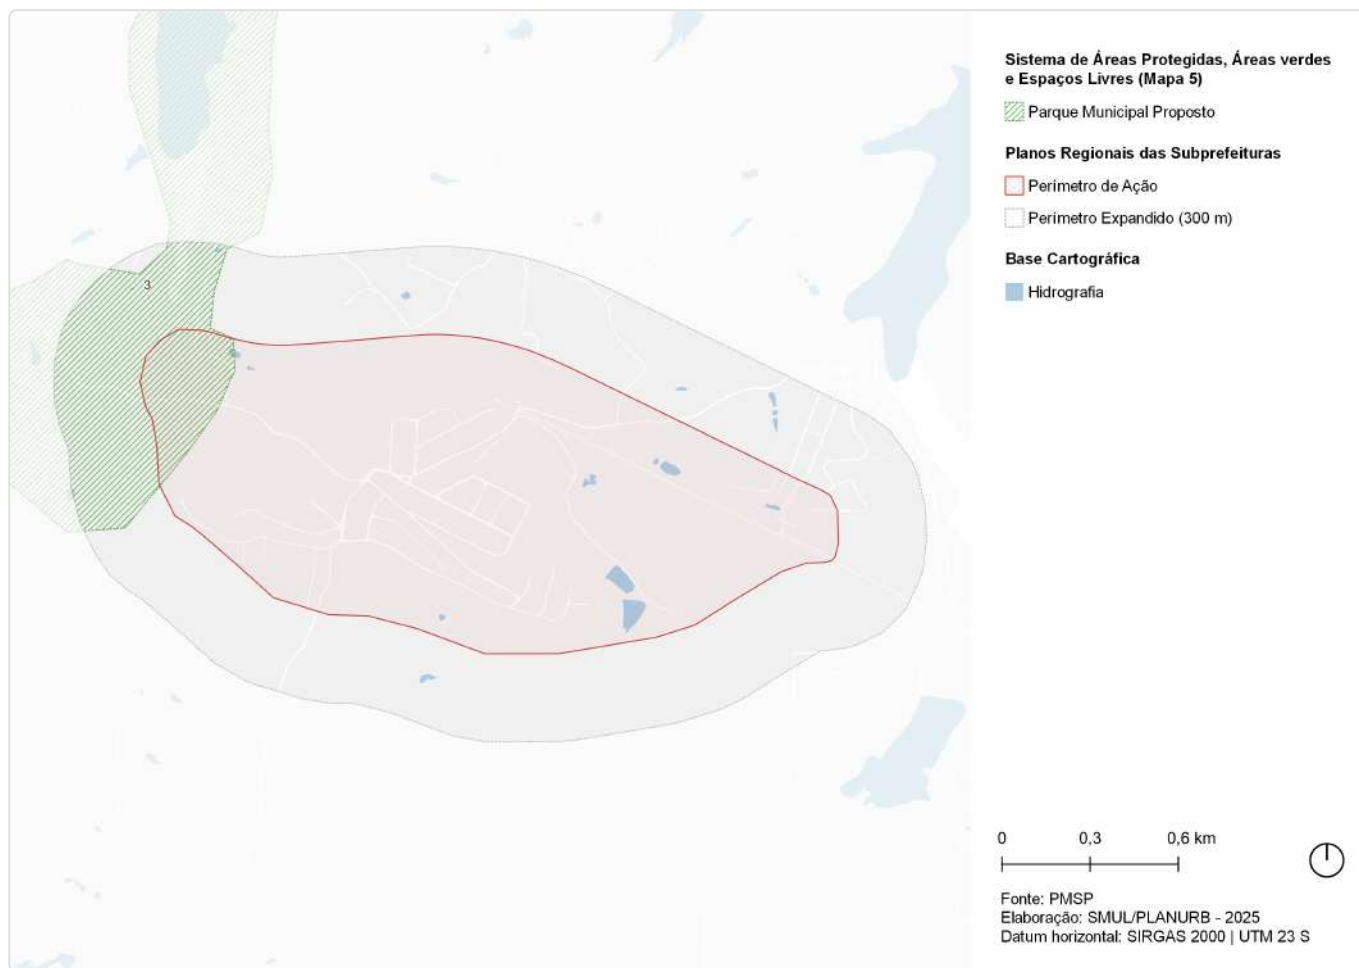 Sistema de Áreas Protegidas, Áreas verdes
e Espaços Livres (Mapa 5)
Parque Municipal Proposto
Planos Regionais das Subprefeituras
Perímetro de Ação
Perímetro Expandido (300 m)
Base Cartográfica
Hidrografia
3
0 0,3 0,6 km
Fonte: PMSP
Elaboração: SMUL/PLANURB - 2025
Datum horizontal: SIRGAS 2000 | UTM 23 S